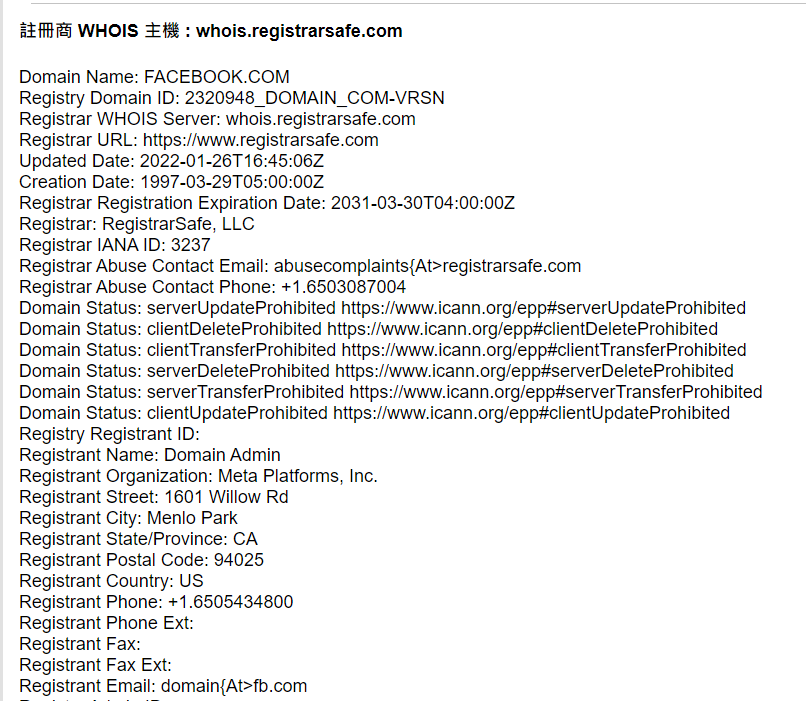 註冊商 WHOIS 主機 : whois.registrarsafe.com
Domain Name: FACEBOOK.COM
Registry Domain ID: 2320948_DOMAIN_COM-VRSN
Registrar WHOIS Server: whois.registrarsafe.com
Registrar URL: https://www.registrarsafe.com
Updated Date: 2022-01-26T16:45:06Z
Creation Date: 1997-03-29T05:00:00Z
Registrar Registration Expiration Date: 2031-03-30T04:00:00Z
Registrar: RegistrarSafe, LLC
Registrar IANA ID: 3237
Registrar Abuse Contact Email: abusecomplaints{At>registrarsafe.com
Registrar Abuse Contact Phone: +1.6503087004
Domain Status: serverUpdateProhibited https://www.icann.org/epp#serverUpdateProhibited
Domain Status: clientDeleteProhibited https://www.icann.org/epp#clientDeleteProhibited
Domain Status: clientTransferProhibited https://www.icann.org/epp#clientTransferProhibited
Domain Status: serverDeleteProhibited https://www.icann.org/epp#serverDeleteProhibited
Domain Status: serverTransferProhibited https://www.icann.org/epp#serverTransferProhibited
Domain Status: clientUpdateProhibited https://www.icann.org/epp#clientUpdateProhibited
Registry Registrant ID:
Registrant Name: Domain Admin
Registrant Organization: Meta Platforms, Inc.
Registrant Street: 1601 Willow Rd
Registrant City: Menlo Park
Registrant State/Province: CA
Registrant Postal Code: 94025
Registrant Country: US
Registrant Phone: +1.6505434800
Registrant Phone Ext:
Registrant Fax:
Registrant Fax Ext:
Registrant Email: domain{At>fb.com